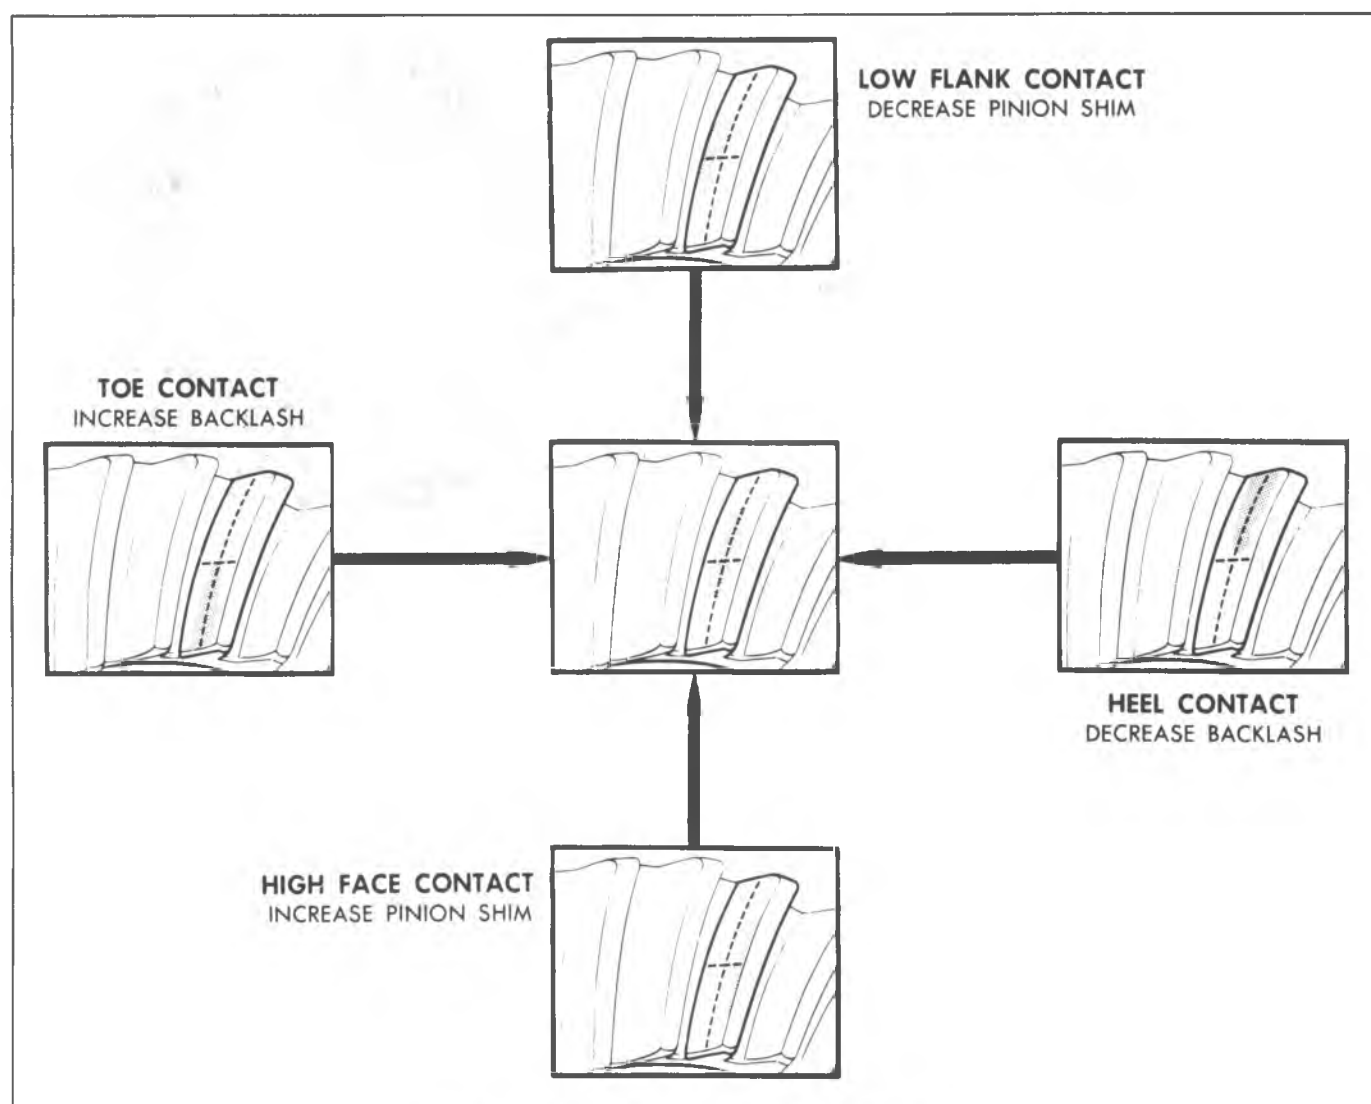 LOW FLANK CONTACT
DECREASE PINION SHIM
TOE CONTACT
INCREASE BACKLASH
HEEL CONTACT
DECREASE BACKLASH
HIGH FACE CONTACT
INCREASE PINION SHIM